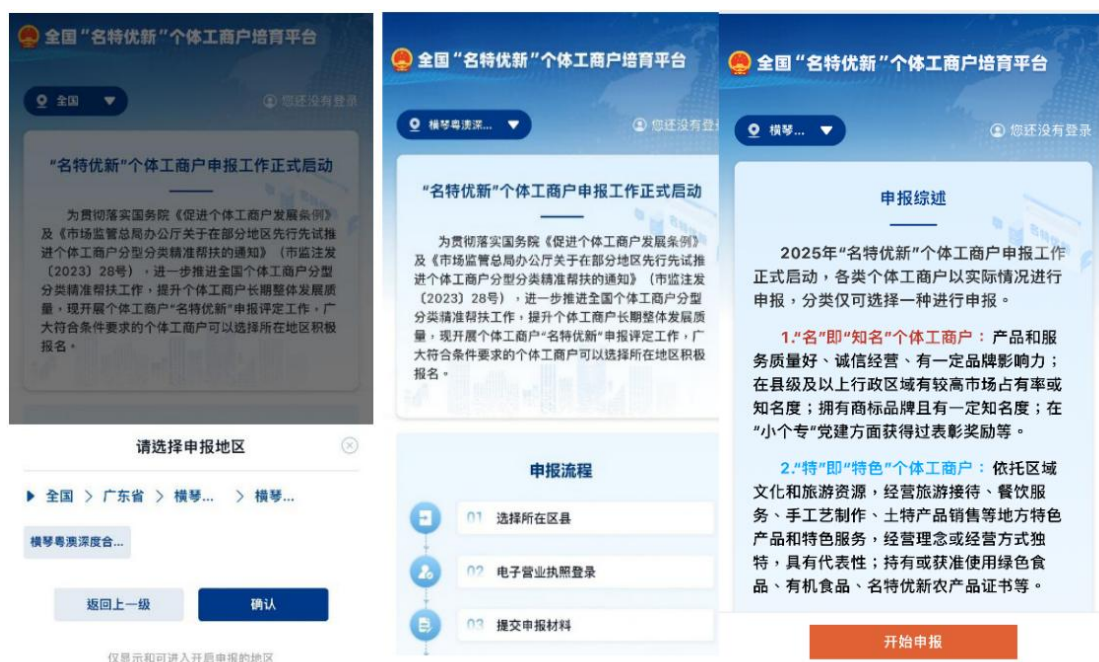 全国“名特优新”个体工商户培育平台
全国
您还没有登录
“名特优新”个体工商户申报工作正式启动
为贯彻落实国务院《促进个体工商户发展条例》
及《市场监管总局办公厅关于在部分地区先行先试推
进个体工商户分型分类精准帮扶的通知》（市监注发
〔2023〕28号），进一步推进全国个体工商户分型
分类精准帮扶工作，提升个体工商户长期整体发展质
量，现开展个体工商户“名特优新”申报评定工作，广
大符合条件要求的个体工商户可以选择所在地区积极
报名。
请选择申报地区
全国 > 广东省 > 横琴... > 横琴...
横琴粤澳深度合...
返回上一级
确认
仅显示和可进入开启申报的地区
全国“名特优新”个体工商户培育平台
横琴粤澳深...
您还没有登
“名特优新”个体工商户申报工作正式启动
为贯彻落实国务院《促进个体工商户发展条例》
及《市场监管总局办公厅关于在部分地区先行先试推
进个体工商户分型分类精准帮扶的通知》（市监注发
〔2023〕28号），进一步推进全国个体工商户分型
分类精准帮扶工作，提升个体工商户长期整体发展质
量，现开展个体工商户“名特优新”申报评定工作，广
大符合条件要求的个体工商户可以选择所在地区积极
报名。
申报流程
01 选择所在区县
02 电子营业执照登录
03 提交申报材料
全国“名特优新”个体工商户培育平台
横琴...
您还没有登录
申报综述
2025年“名特优新”个体工商户申报工作
正式启动，各类个体工商户以实际情况进行
申报，分类仅可选择一种进行申报。
1.“名”即“知名”个体工商户：产品和服
务质量好、诚信经营、有一定品牌影响力；
在县级及以上行政区域有较高市场占有率或
知名度；拥有商标品牌且有一定知名度；在
“小个专”党建方面获得过表彰奖励等。
2.“特”即“特色”个体工商户：依托区域
文化和旅游资源，经营旅游接待、餐饮服
务、手工艺制作、土特产品销售等地方特色
产品和特色服务，经营理念或经营方式独
特，具有代表性；持有或获准使用绿色食
品、有机食品、名特优新农产品证书等。
开始申报